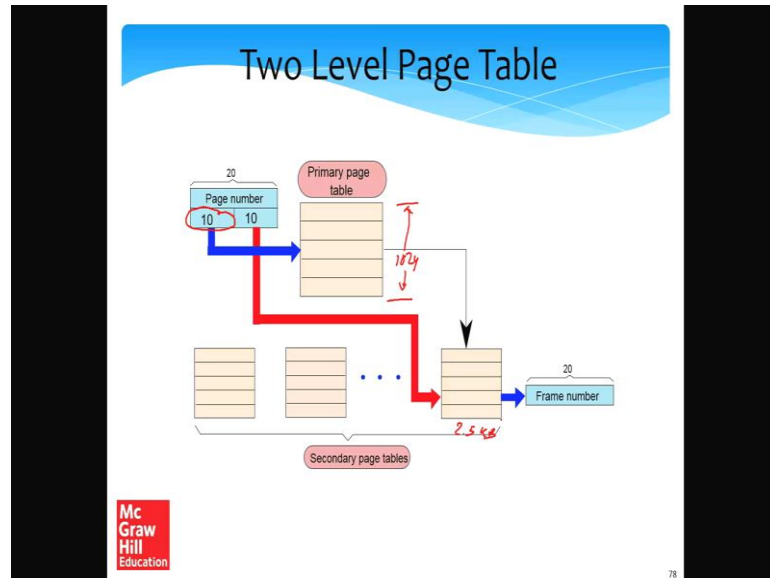 Two Level Page Table
20
Page number
10 10
Primary page
table
1024
2.5 KB
20
Frame number
Secondary page tables
Mc
Graw
Hill
Education
78